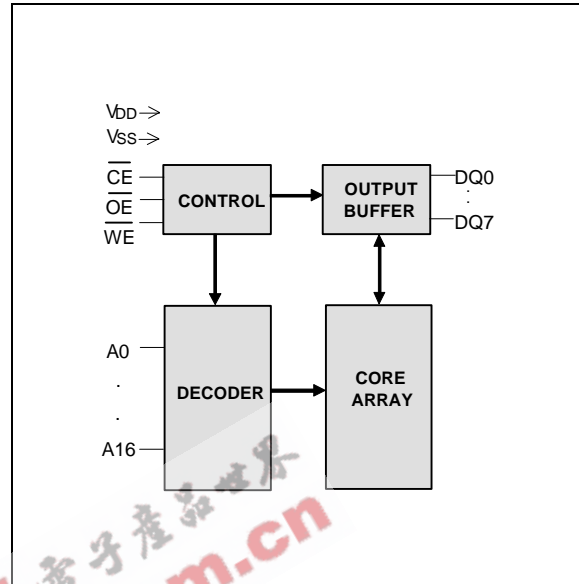 VDD
VSS
CE
OE
WE
CONTROL
OUTPUT
BUFFER
DQ0
.
.
DQ7
A0
.
.
A16
DECODER
CORE
ARRAY
電子產品世界
m.cn